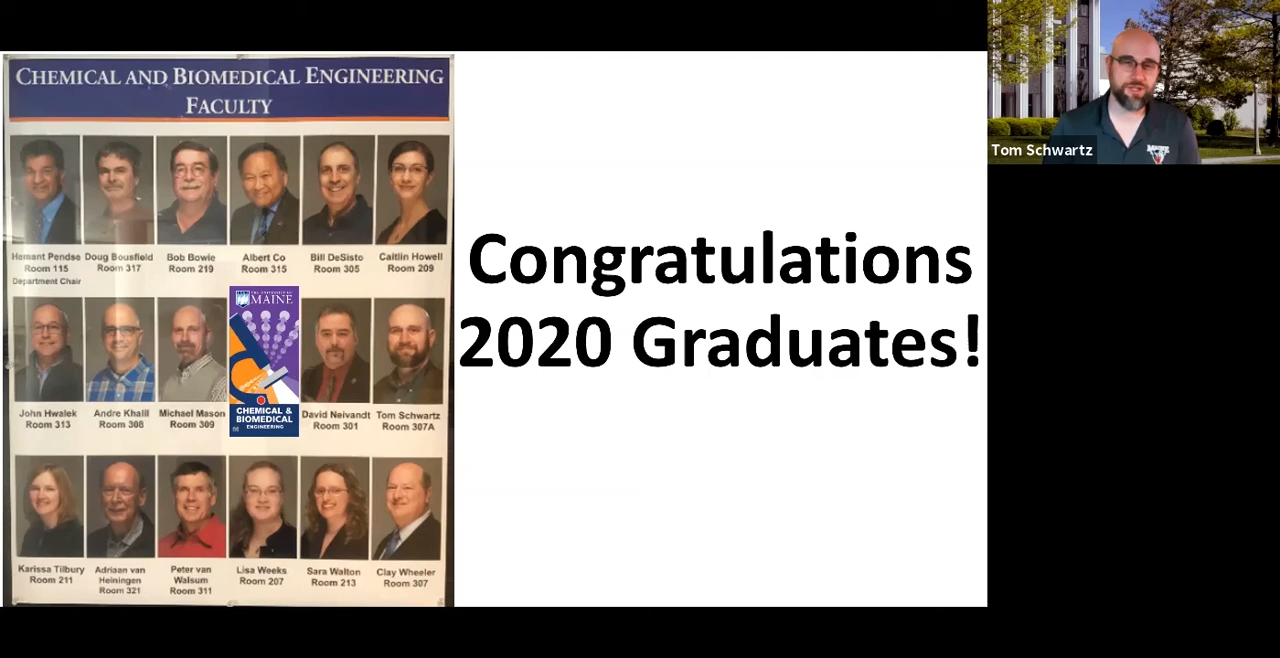 CHEMICAL AND BIOMEDICAL ENGINEERING
FACULTY
Hemant Pendse
Room 115
Department Chair
Doug Bousfield
Room 317
Bob Bowie
Room 219
Albert Co
Room 315
Bill DeSisto
Room 305
Caitlin Howell
Room 209
John Hwalek
Room 313
Andre Khalil
Room 308
Michael Mason
Room 309
THE UNIVERSITY OF
MAINE
CHEMICAL &
BIOMEDICAL
ENGINEERING
David Neivandt
Room 301
Tom Schwartz
Room 307A
Karissa Tilbury
Room 211
Adriaan van
Heiningen
Room 321
Peter van
Walsum
Room 311
Lisa Weeks
Room 207
Sara Walton
Room 213
Clay Wheeler
Room 307
Congratulations
2020 Graduates!
MAINE
Tom Schwartz